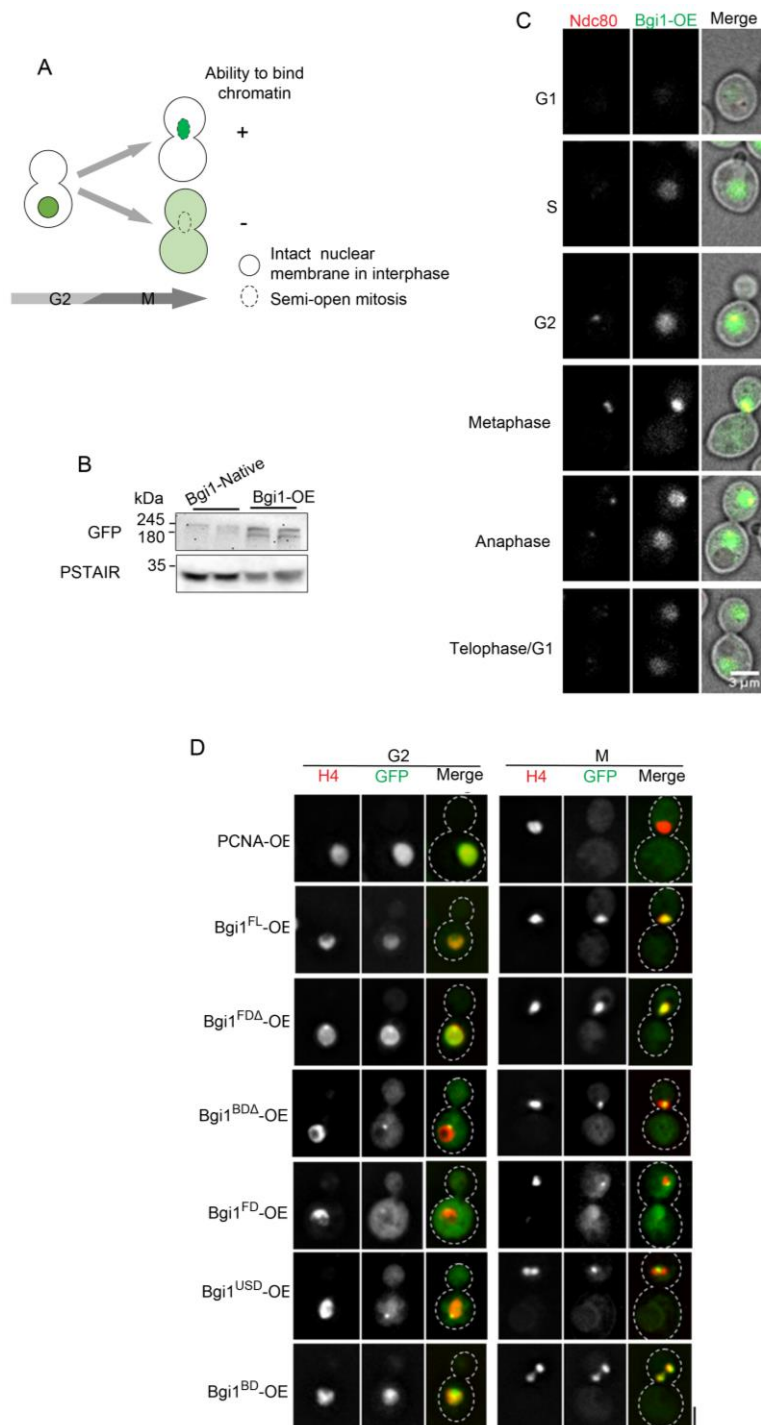 A
Ability to bind
chromatin
+
-
Intact nuclear
membrane in interphase
Semi-open mitosis
G2 M
B
Bgi1-Native Bgi1-OE
kDa
245
GFP
180
35
PSTAIR
C
Ndc80 Bgi1-OE Merge
G1
S
G2
Metaphase
Anaphase
Telophase/G1
3 µm
D
G2 M
H4 GFP Merge H4 GFP Merge
PCNA-OE
Bgi1FL-OE
Bgi1FDΔ-OE
Bgi1BDΔ-OE
Bgi1FD-OE
Bgi1USD-OE
Bgi1BD-OE